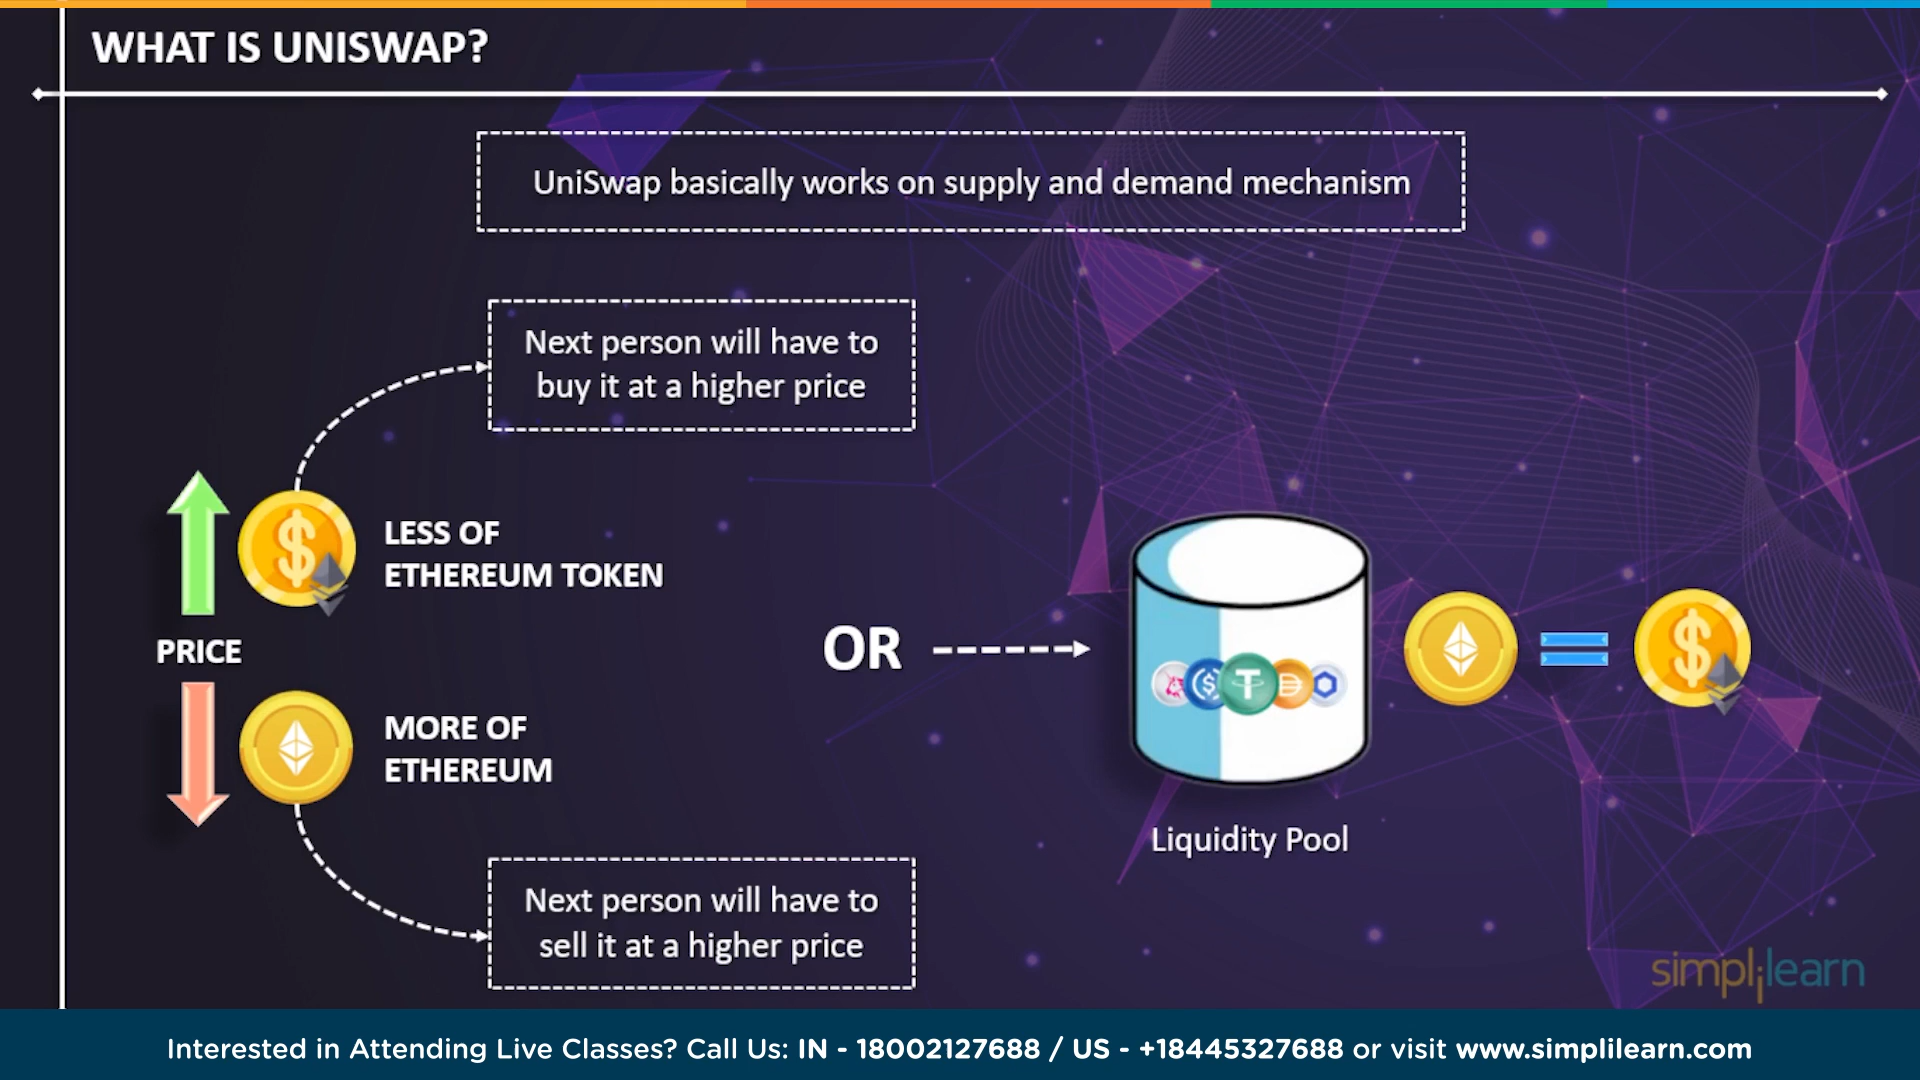 WHAT IS UNISWAP?
UniSwap basically works on supply and demand mechanism
Next person will have to
buy it at a higher price
LESS OF
ETHEREUM TOKEN
PRICE
OR
MORE OF
ETHEREUM
Liquidity Pool
Next person will have to
sell it at a higher price
simplilearn
Interested in Attending Live Classes? Call Us: IN - 18002127688 / US - +18445327688 or visit www.simplilearn.com